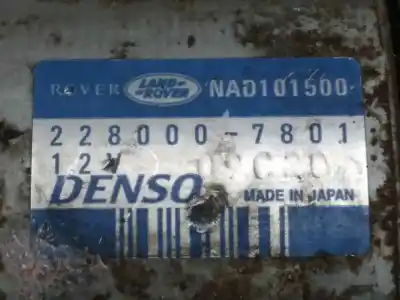 ROVER LAND ROVER NAD101500
228000-7801
12V
DENSO MADE IN JAPAN